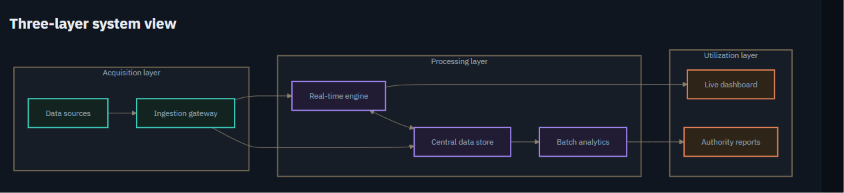 Three-layer system view
Acquisition layer
Data sources
Ingestion gateway
Processing layer
Real-time engine
Central data store
Batch analytics
Utilization layer
Live dashboard
Authority reports